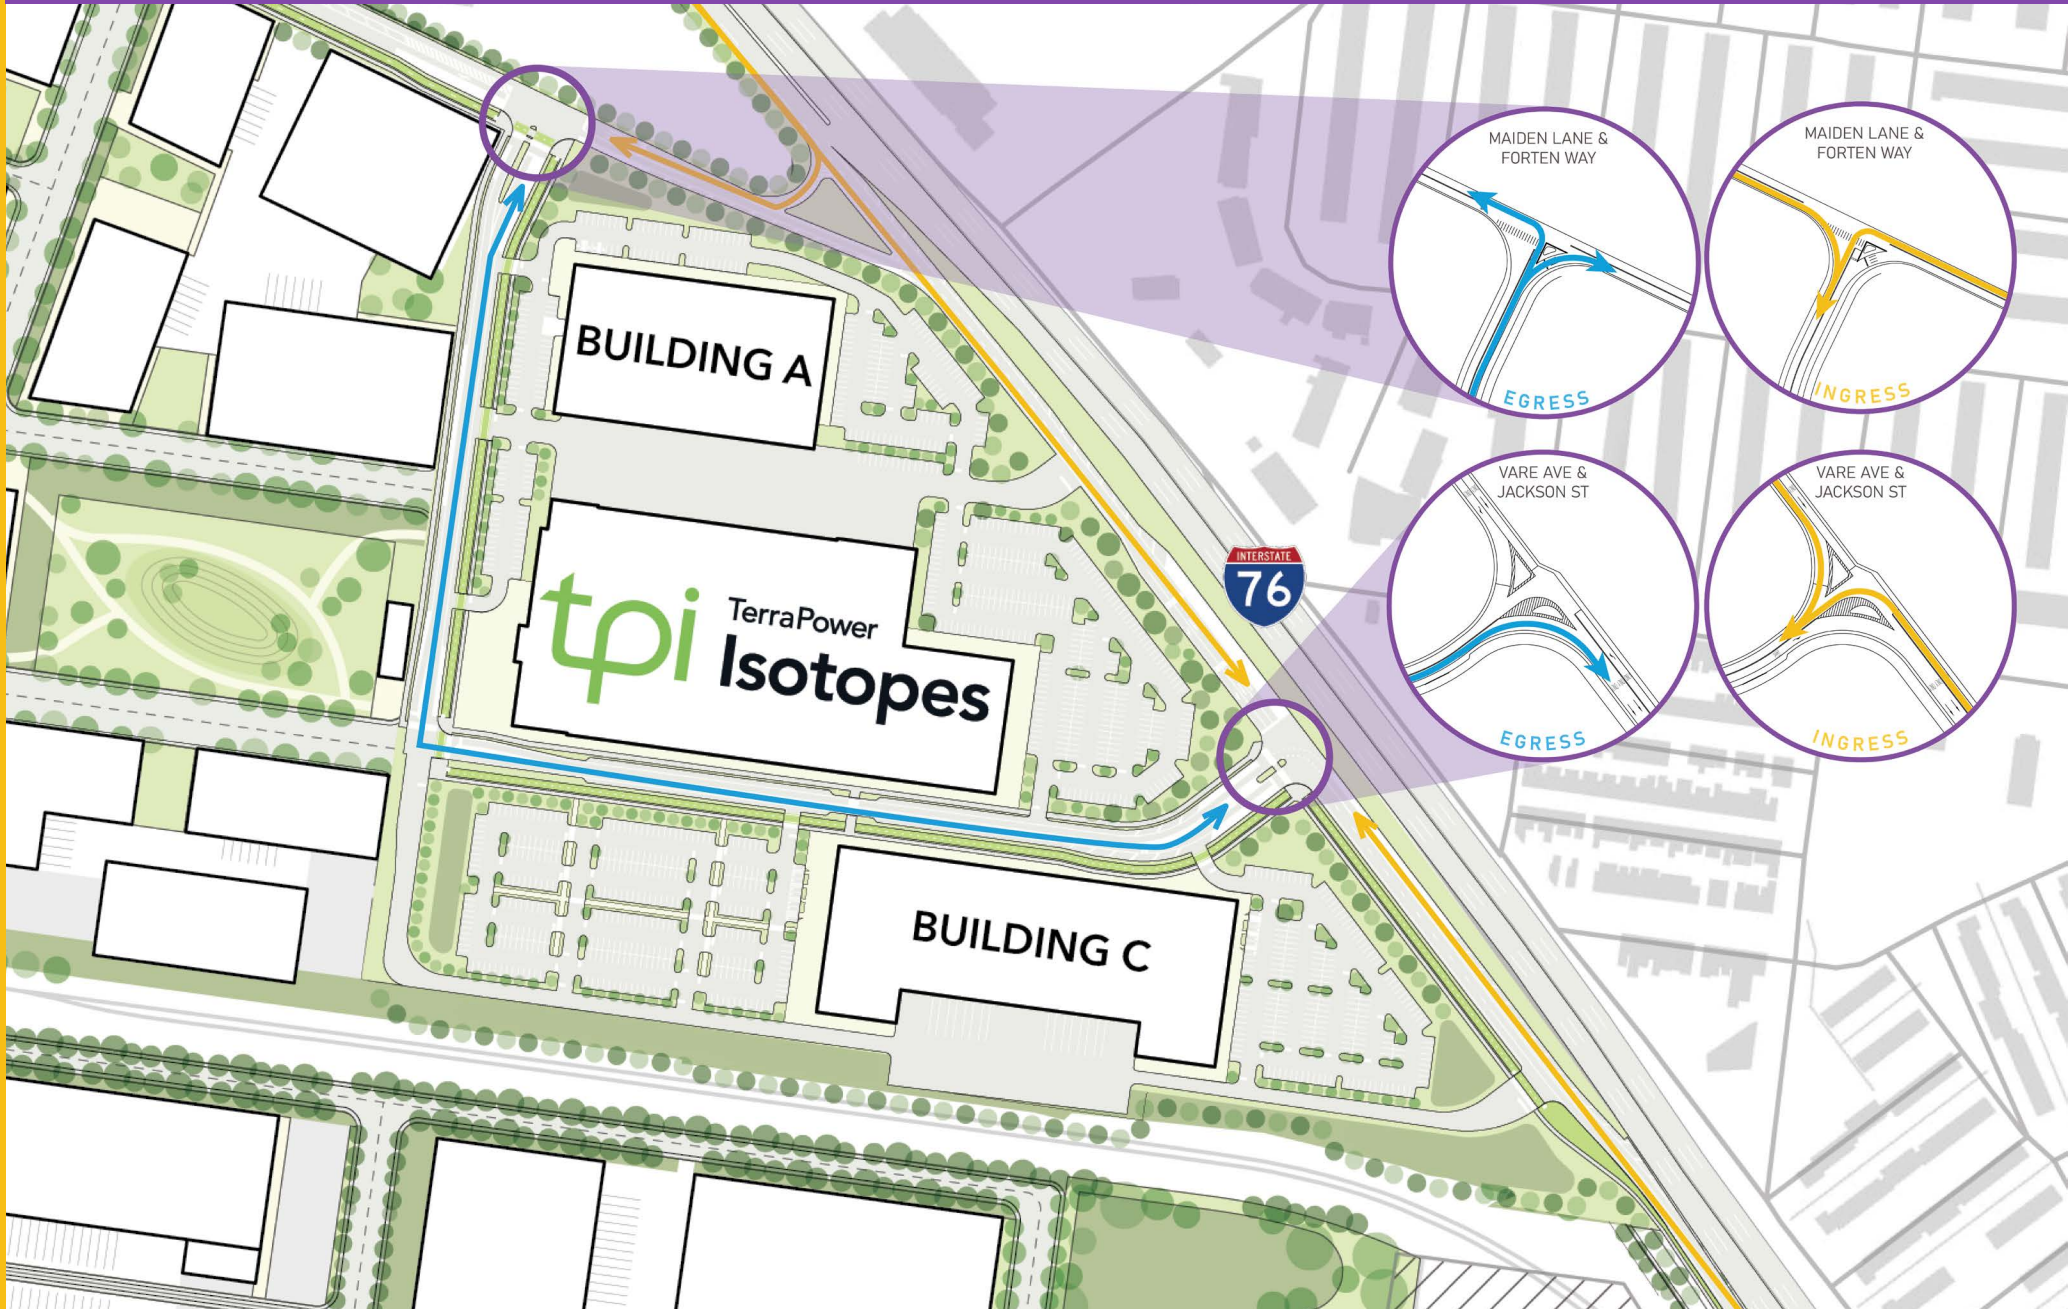 MAIDEN LANE &
FORTEN WAY
EGRESS
MAIDEN LANE &
FORTEN WAY
INGRESS
BUILDING A
VARE AVE &
JACKSON ST
EGRESS
VARE AVE &
JACKSON ST
INGRESS
INTERSTATE
76
tpi
TerraPower
Isotopes
BUILDING C